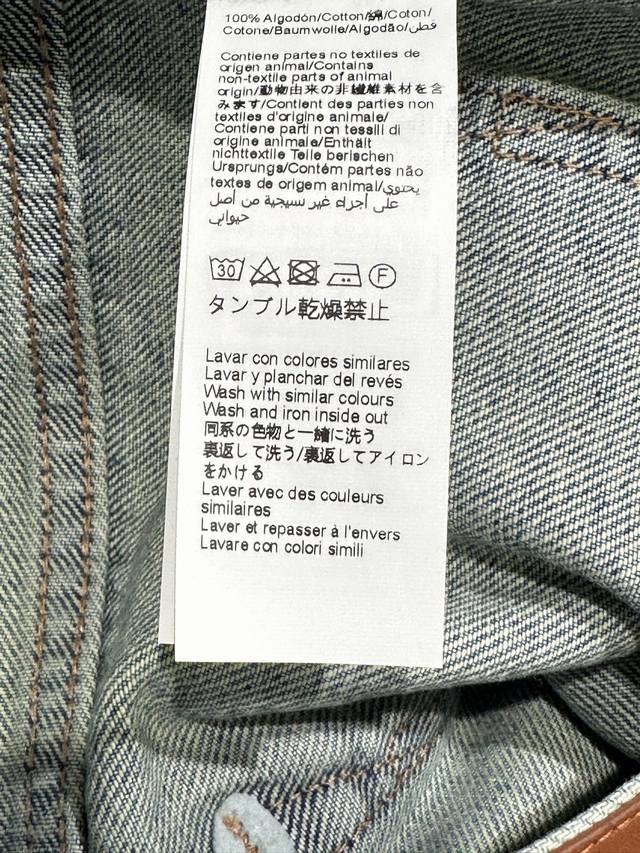 100% Algodón/Cotton/綿/Coton/
Cotone/Baumwolle/Algodão/قطن
Contiene partes no textiles de
origen animal/Contains
non-textile parts of animal
origin/動物由来の非繊維素材を含
みます/Contient des parties non
textiles d'origine animale/
Contiene parti non tessili di
origine animale/Enthält
nichttextile Teile tierischen
Ursprungs/Contém partes não
textes de origem animal/يحتوي
على أجزاء غير نسيجية من أصل
حيواني
30 F
タンブル乾燥禁止
Lavar con colores similares
Lavar y planchar del revés
Wash with similar colours
Wash and iron inside out
同系の色物と一緒に洗う
裏返して洗う/裏返してアイロン
をかける
Laver avec des couleurs
similaires
Laver et repasser à l'envers
Lavare con colori simili